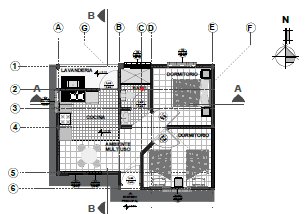 B
A G B C D E F
N
1
LAVANDERIA
DORMITORIO
2
A A
BAÑO
3
COCINA
4
DORMITORIO
AMBIENTE
MULTIUSO
5
6
B